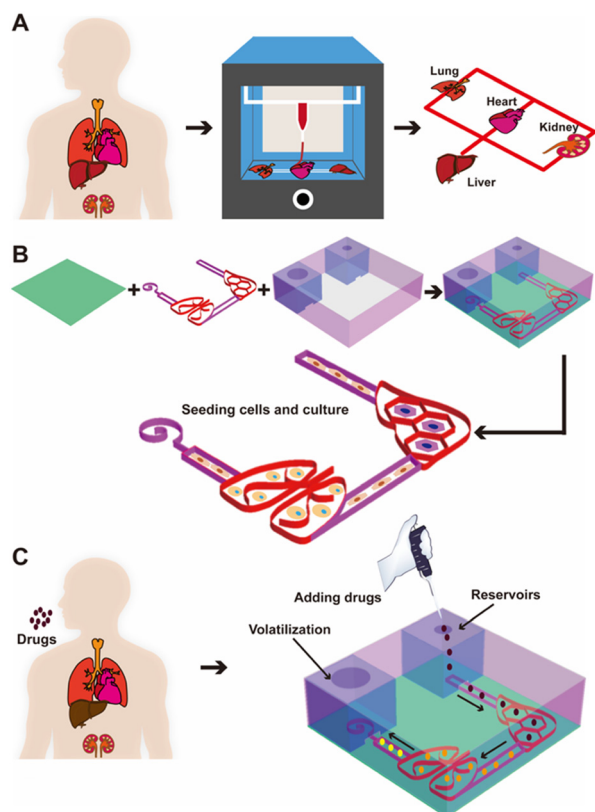 A
Lung
Heart
Kidney
Liver
B
+
+
Seeding cells and culture
C
Drugs
Adding drugs
Reservoirs
Volatilization